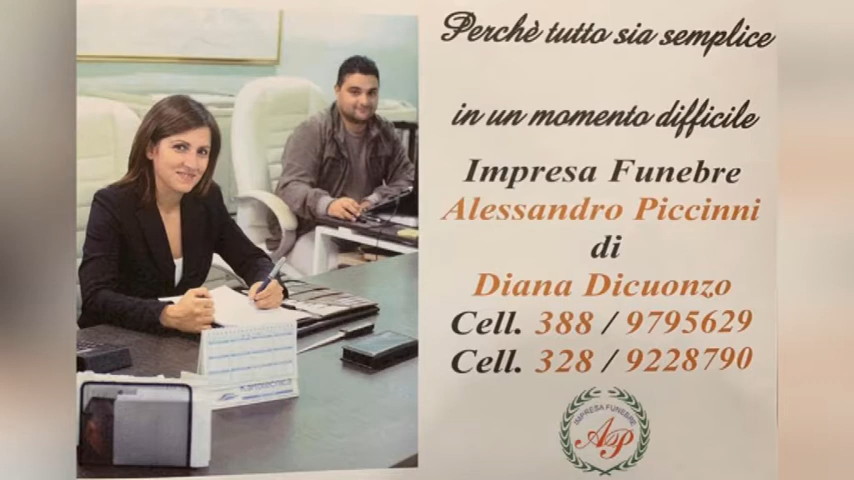 Perchè tutto sia semplice
in un momento difficile
Impresa Funebre
Alessandro Piccinni
di
Diana Dicuonzo
Cell. 388 / 9795629
Cell. 328 / 9228790
IMPRESA FUNEBRE
AP